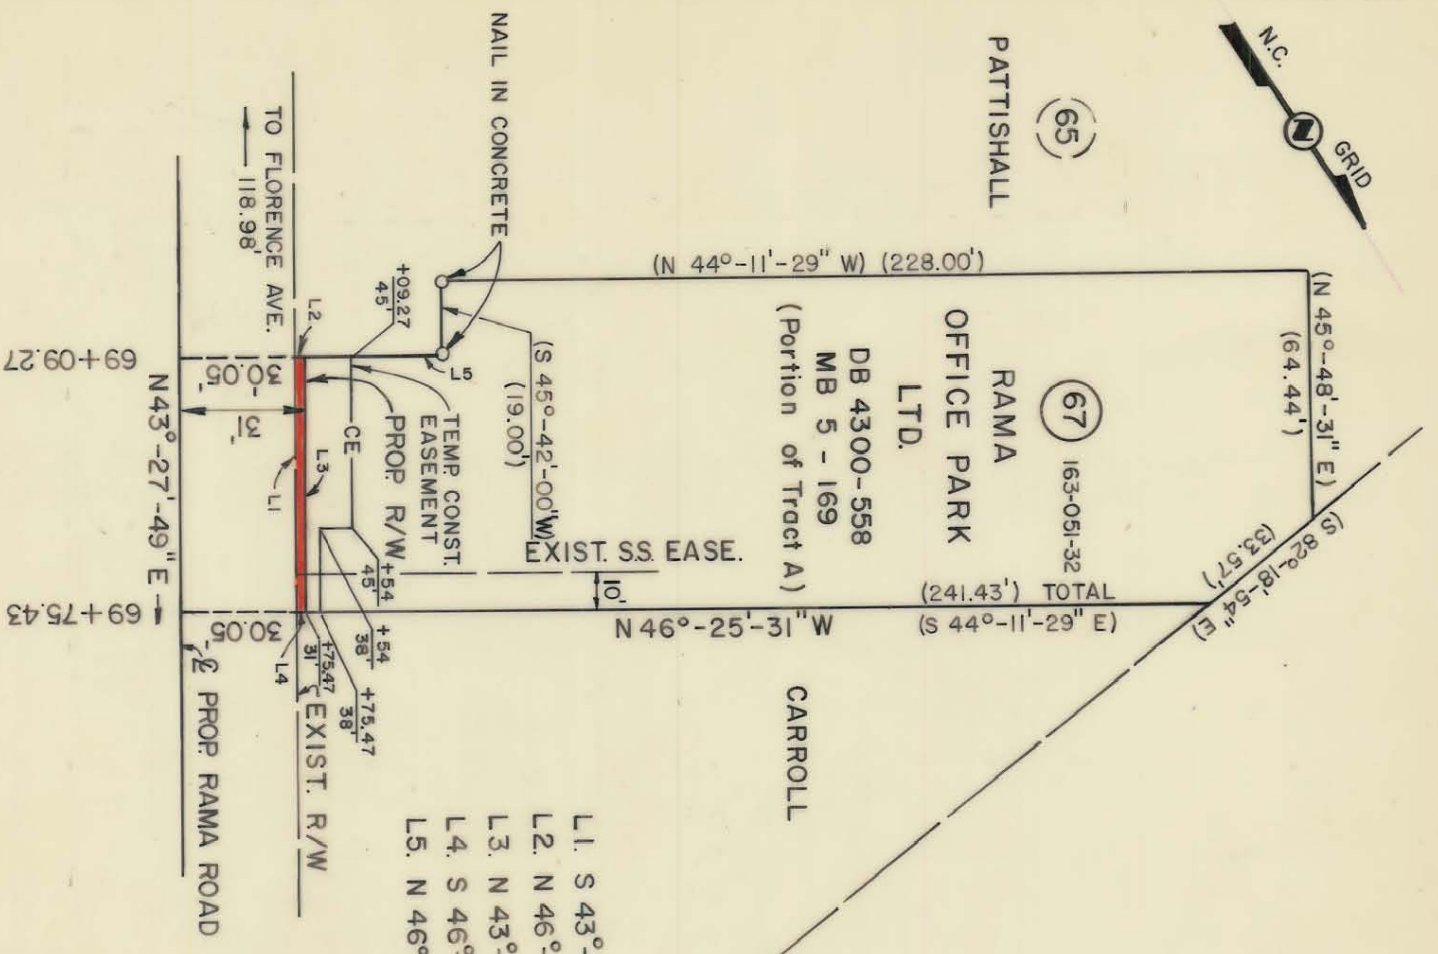 N.C.
GRID
65
PATTISHALL
NAIL IN CONCRETE
TO FLORENCE AVE.
118.98'
(N 44°-11'-29" W) (228.00')
(N 45°-48'-31" E)
(64.44')
67
163-051-32
RAMA
OFFICE PARK
LTD.
DB 4300-558
MB 5 - 169
(Portion of Tract A)
(S 45°-42'-00"W)
(19.00')
+09.27
45'
L2
L5
TEMP. CONST.
EASEMENT
PROP. R/W
CE
L3
L1
69+09.27
30.05'
31'
N43°-27'-49"E
69+75.43
30.05'
L4
+54
45'
+54
38'
+75.47
31'
+75.47
38'
EXIST. S.S. EASE.
10'
(241.43') TOTAL
N 46°-25'-31" W
(S 44°-11'-29" E)
(S 82°-18'-54" E)
(33.57')
CARROLL
EXIST. R/W
℄ PROP. RAMA ROAD
L1. S 43°-
L2. N 46°-
L3. N 43°-
L4. S 46°
L5. N 46°